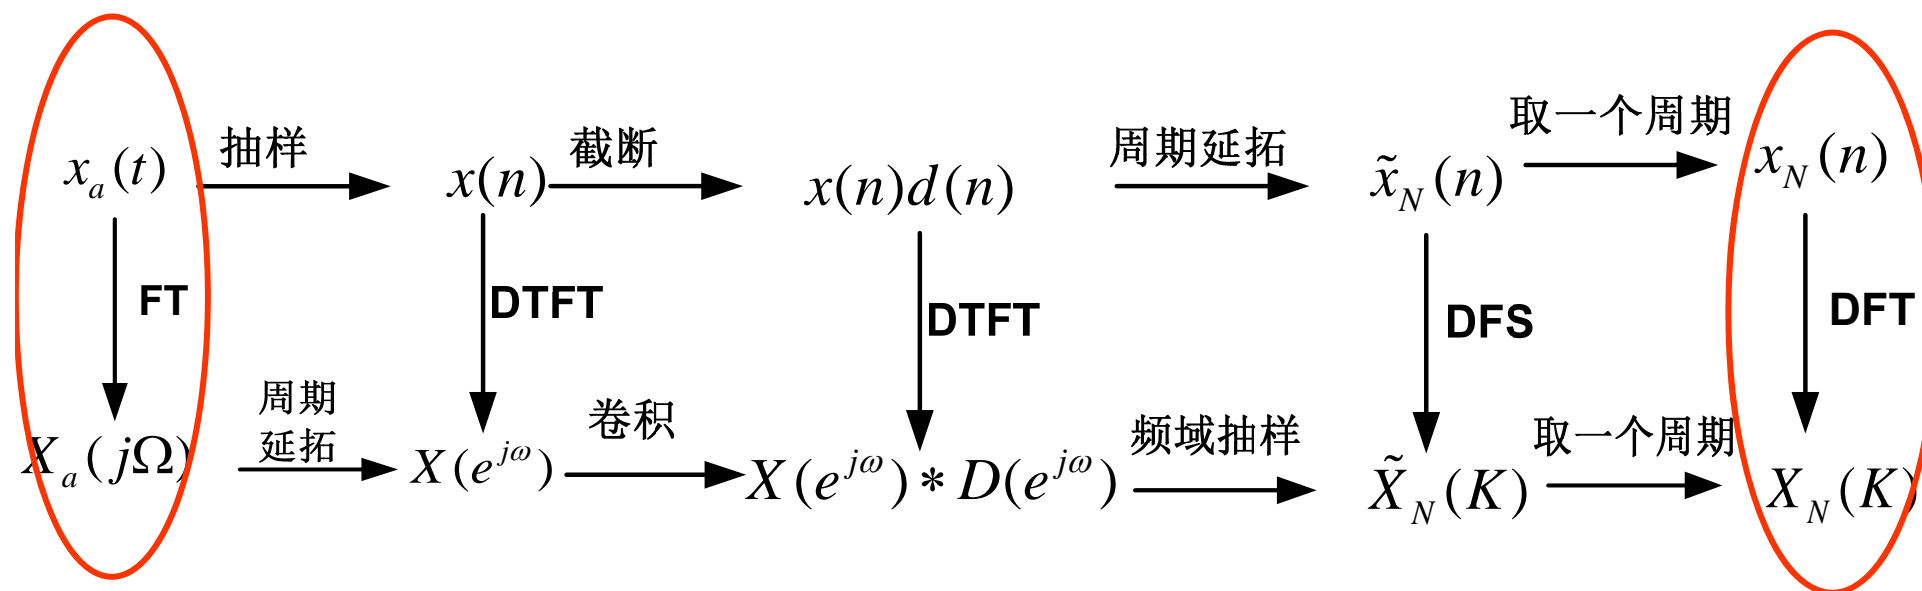 抽样 截断 周期延拓 取一个周期
x_a(t) x(n) x(n)d(n) x̃_N(n) x_N(n)
FT DTFT DTFT DFS DFT
周期
延拓 卷积 频域抽样 取一个周期
X_a(jΩ) X(e^{jω}) X(e^{jω})*D(e^{jω}) X̃_N(K) X_N(K)